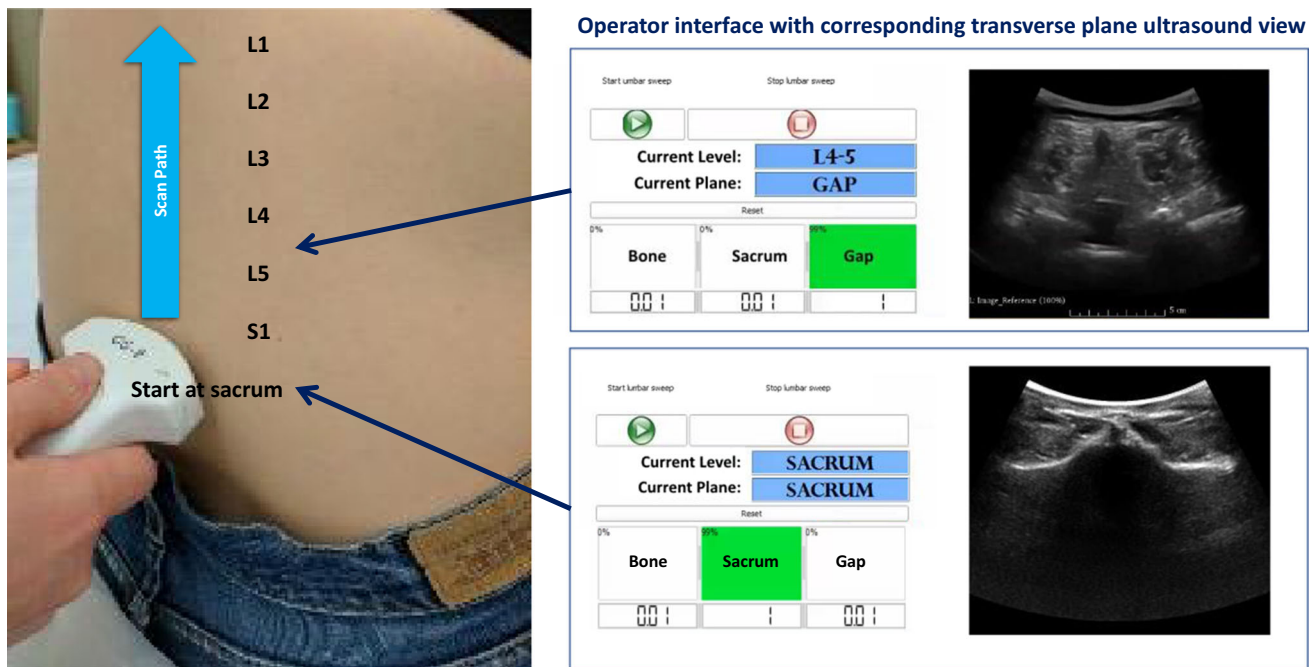 Operator interface with corresponding transverse plane ultrasound view
L1
L2
L3
L4
L5
S1
Scan Path
Start at sacrum
Start umbar sweep
Stop lumbar sweep
Current Level:
L4-5
Current Plane:
GAP
Reset
0%
0%
99%
Bone
Sacrum
Gap
0.01
0.01
1
L: Image_Reference (100%)
5 cm
Start lumbar sweep
Stop lumbar sweep
Current Level:
SACRUM
Current Plane:
SACRUM
Reset
0%
99%
0%
Bone
Sacrum
Gap
0.01
1
0.01